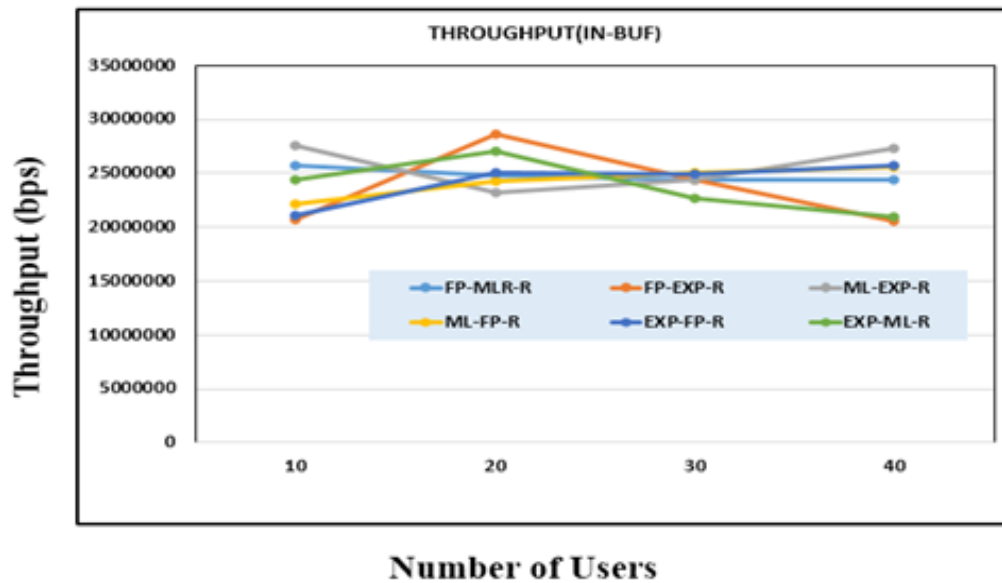 THROUGHPUT(IN-BUF)
35000000
30000000
25000000
20000000
15000000
10000000
5000000
0
10 20 30 40
Throughput (bps)
FP-MLR-R FP-EXP-R ML-EXP-R
ML-FP-R EXP-FP-R EXP-ML-R
Number of Users